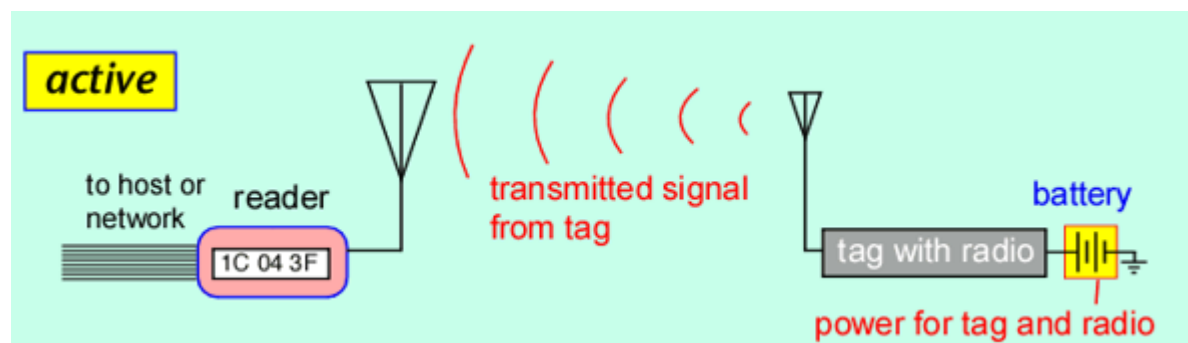 active
to host or
network
reader
1C 04 3F
transmitted signal
from tag
battery
tag with radio
power for tag and radio